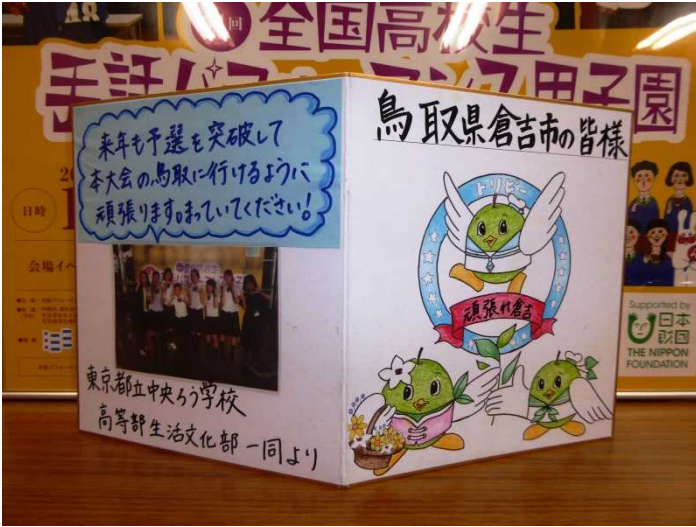 回 全国高校生
手話パフォーマンス甲子園
来年も予選を突破して
本大会の鳥取に行けるように
頑張ります。まっていてください!
東京都立中央ろう学校
高等部生活文化部一同より
鳥取県倉吉市の皆様
トリピー
頑張れ倉吉
日時
会場
Supported by
日本
財団
THE NIPPON
FOUNDATION